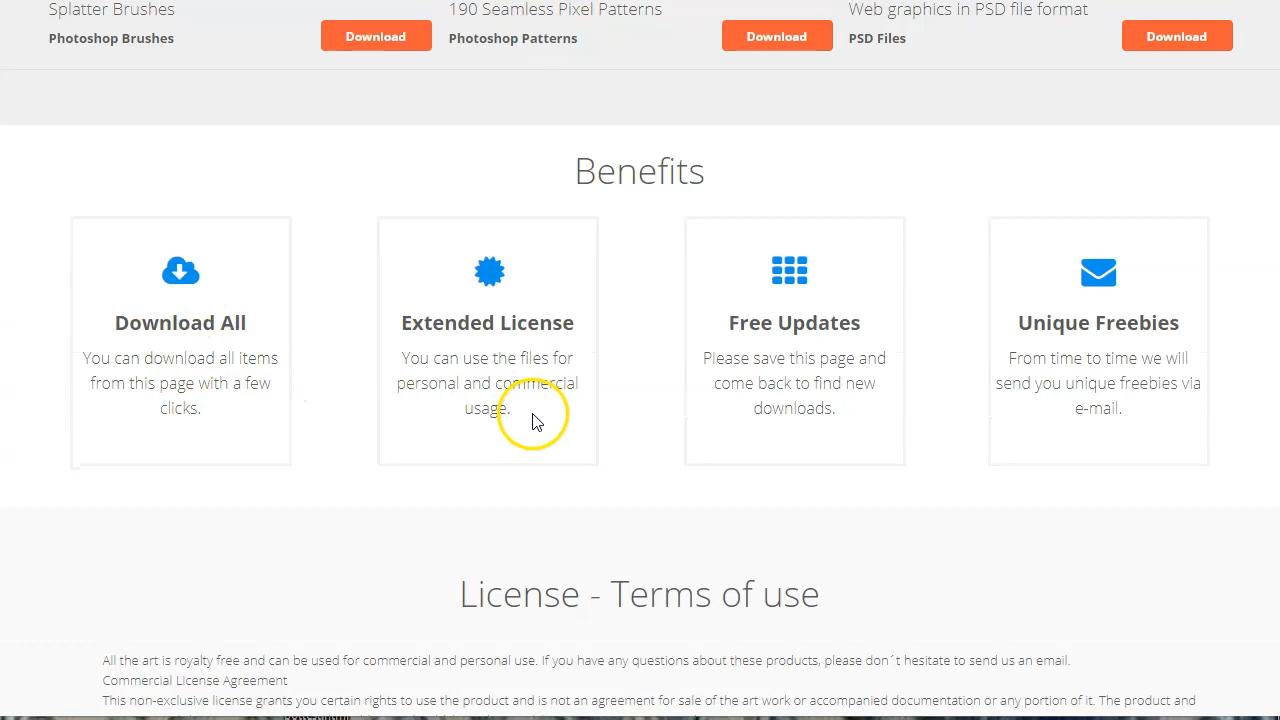 Splatter Brushes
Photoshop Brushes
Download
190 Seamless Pixel Patterns
Photoshop Patterns
Download
Web graphics in PSD file format
PSD Files
Download
Benefits
Download All
You can download all items
from this page with a few
clicks.
Extended License
You can use the files for
personal and commercial
usage.
Free Updates
Please save this page and
come back to find new
downloads.
Unique Freebies
From time to time we will
send you unique freebies via
e-mail.
License - Terms of use
All the art is royalty free and can be used for commercial and personal use. If you have any questions about these products, please don´t hesitate to send us an email.
Commercial License Agreement
This non-exclusive license grants you certain rights to use the product and is not an agreement for sale of the art work or accompanied documentation or any portion of it. The product and